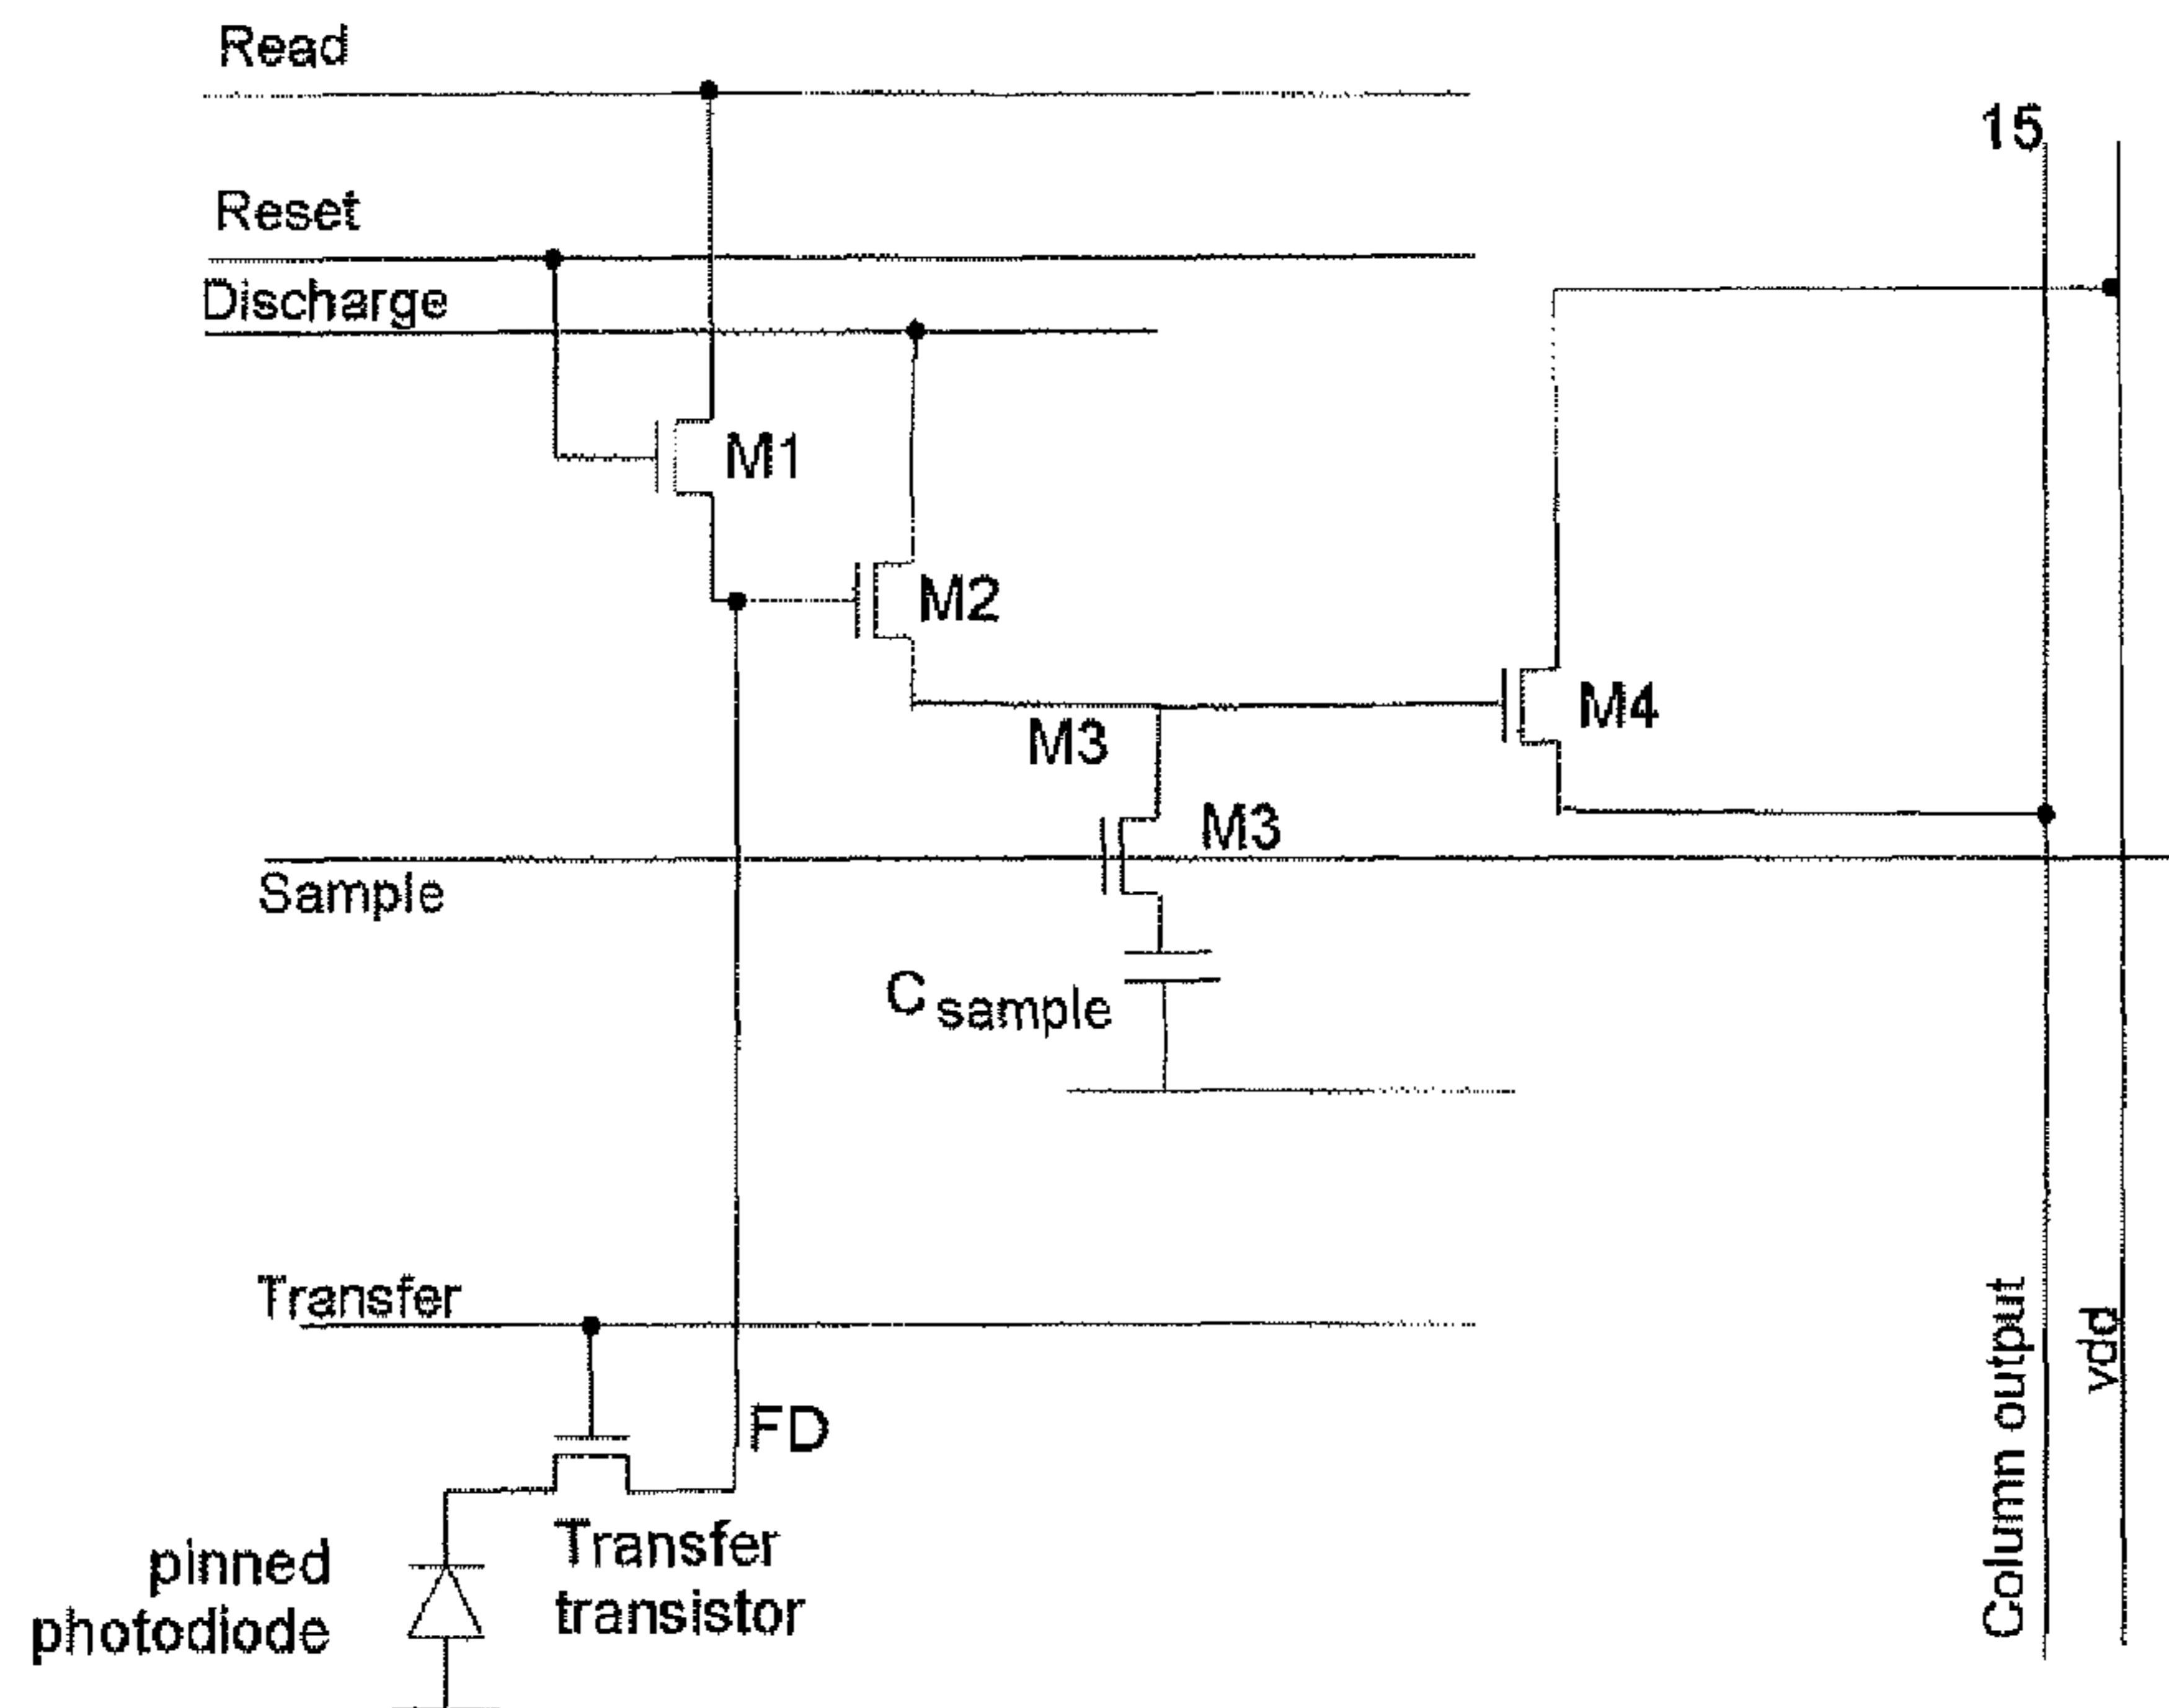 Read
15
Reset
Discharge
M1
M2
M4
M3
M3
Sample
C sample
Transfer
FD
Column output
vdd
Transfer
transistor
pinned
photodiode